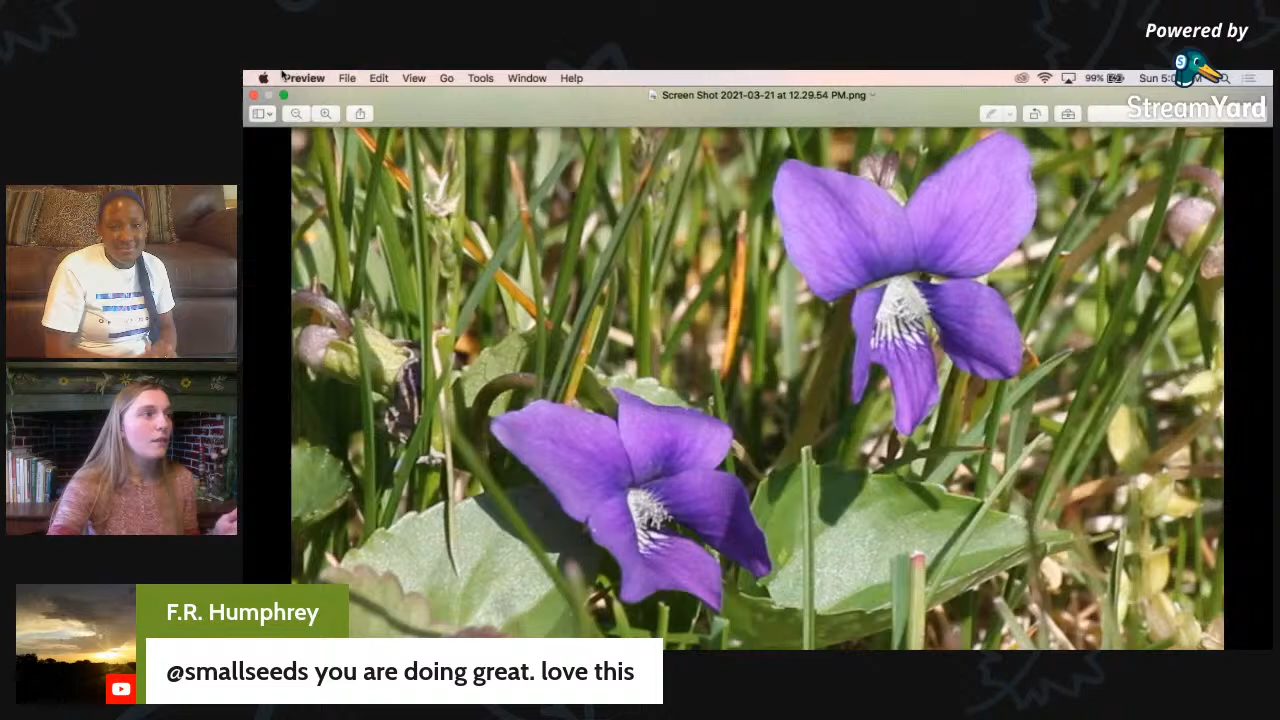 Powered by
StreamYard
Preview File Edit View Go Tools Window Help
99%
Sun
Screen Shot 2021-03-21 at 12.29.54 PM.png
F.R. Humphrey
@smallseeds you are doing great. love this